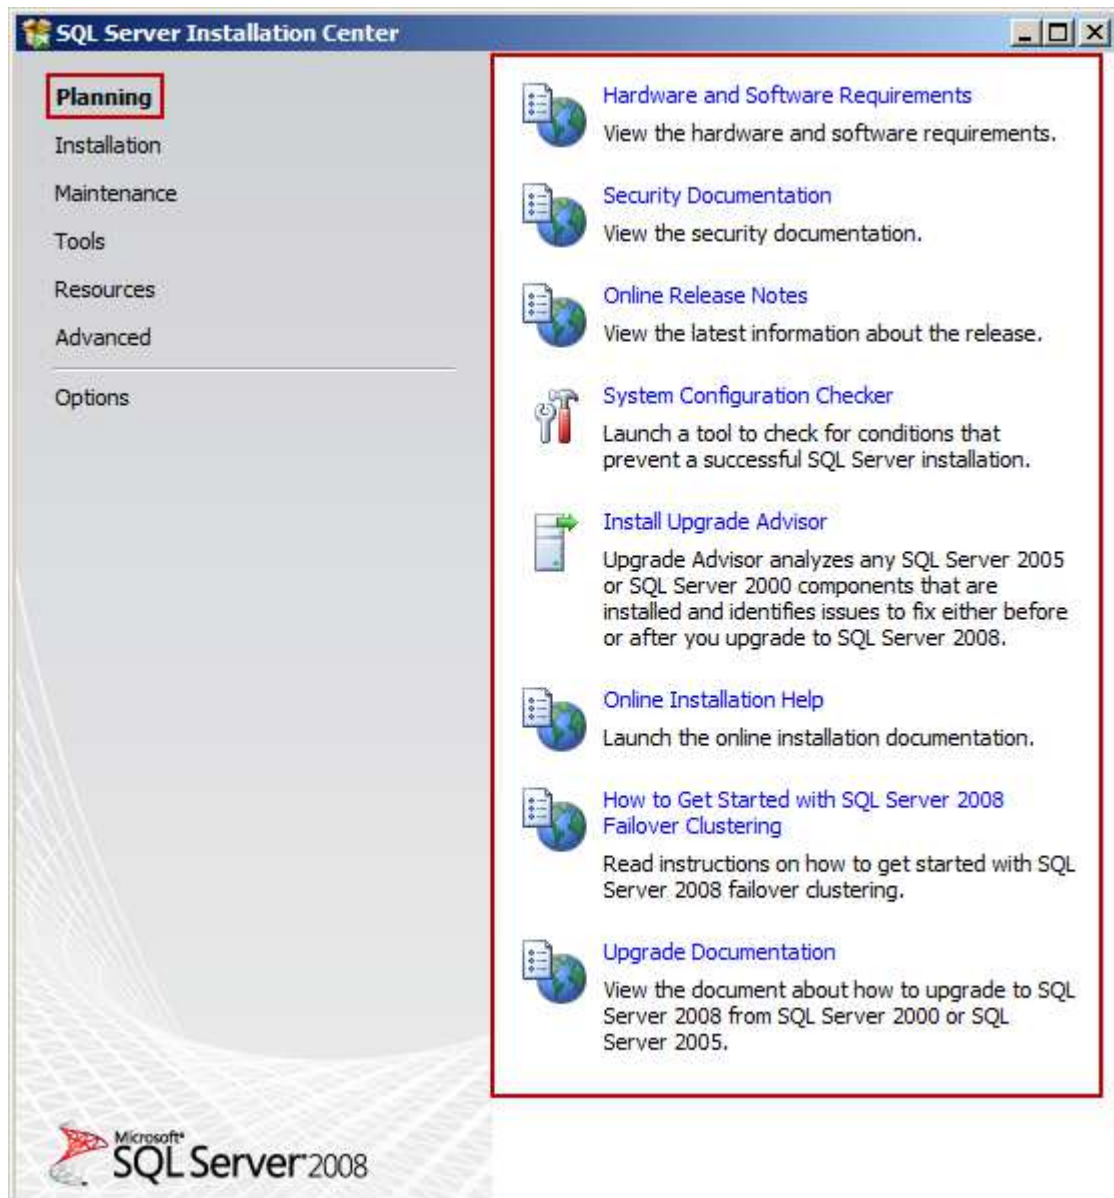 SQL Server Installation Center
Planning
Installation
Maintenance
Tools
Resources
Advanced
Options
Hardware and Software Requirements
View the hardware and software requirements.
Security Documentation
View the security documentation.
Online Release Notes
View the latest information about the release.
System Configuration Checker
Launch a tool to check for conditions that
prevent a successful SQL Server installation.
Install Upgrade Advisor
Upgrade Advisor analyzes any SQL Server 2005
or SQL Server 2000 components that are
installed and identifies issues to fix either before
or after you upgrade to SQL Server 2008.
Online Installation Help
Launch the online installation documentation.
How to Get Started with SQL Server 2008
Failover Clustering
Read instructions on how to get started with SQL
Server 2008 failover clustering.
Upgrade Documentation
View the document about how to upgrade to SQL
Server 2008 from SQL Server 2000 or SQL
Server 2005.
Microsoft
SQL Server 2008